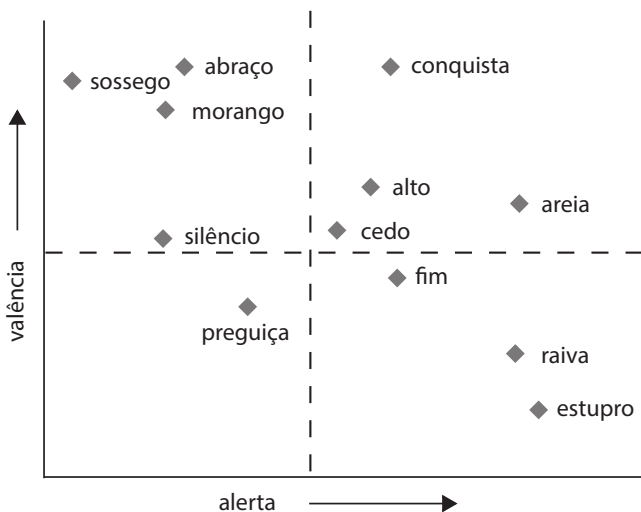 abraço
conquista
sossego
morango
alto
areia
silêncio
cedo
fim
preguiça
raiva
estupro
valência
alerta